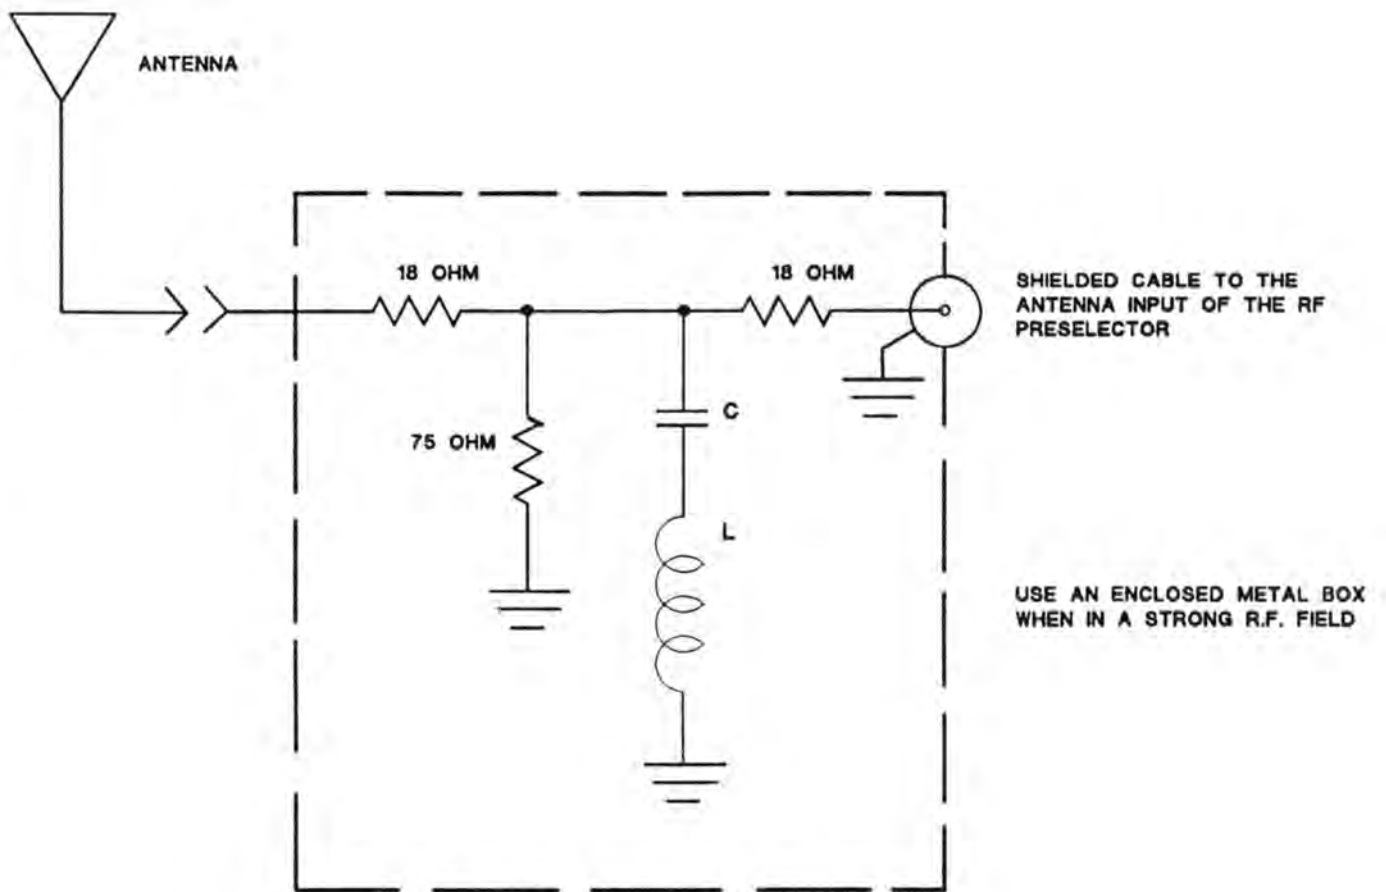 ANTENNA
18 OHM
18 OHM
SHIELDED CABLE TO THE
ANTENNA INPUT OF THE RF
PRESELECTOR
75 OHM
C
L
USE AN ENCLOSED METAL BOX
WHEN IN A STRONG R.F. FIELD